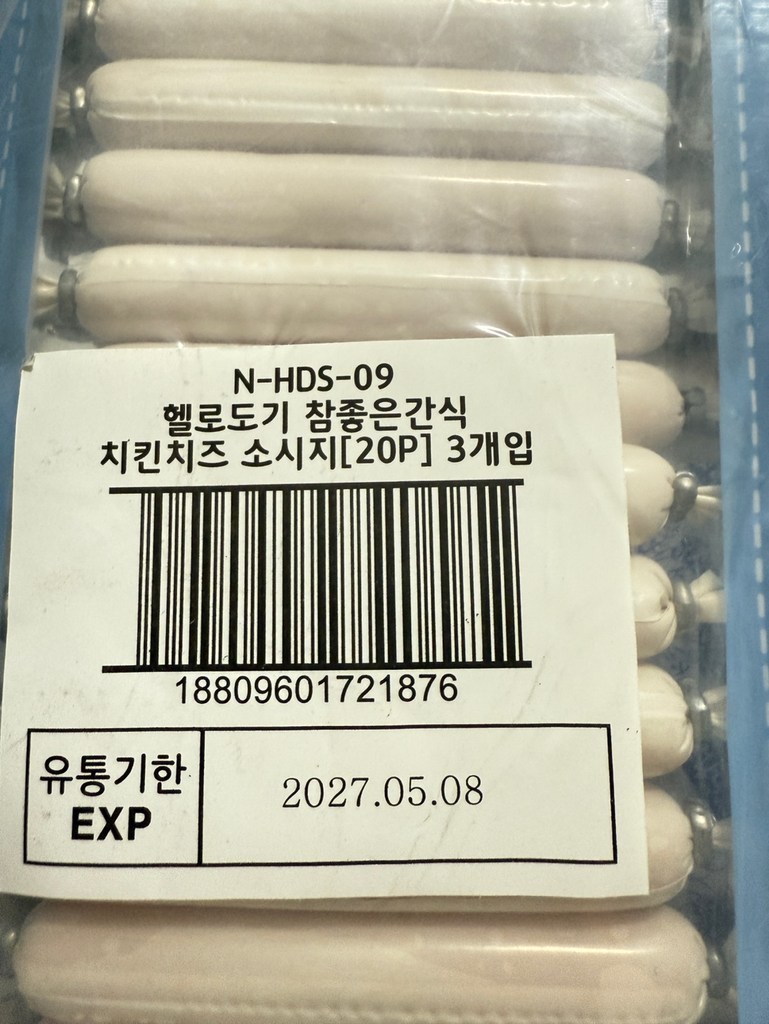 N-HDS-09
헬로도기 참좋은간식
치킨치즈 소시지[20P] 3개입
18809601721876
유통기한
EXP
2027.05.08